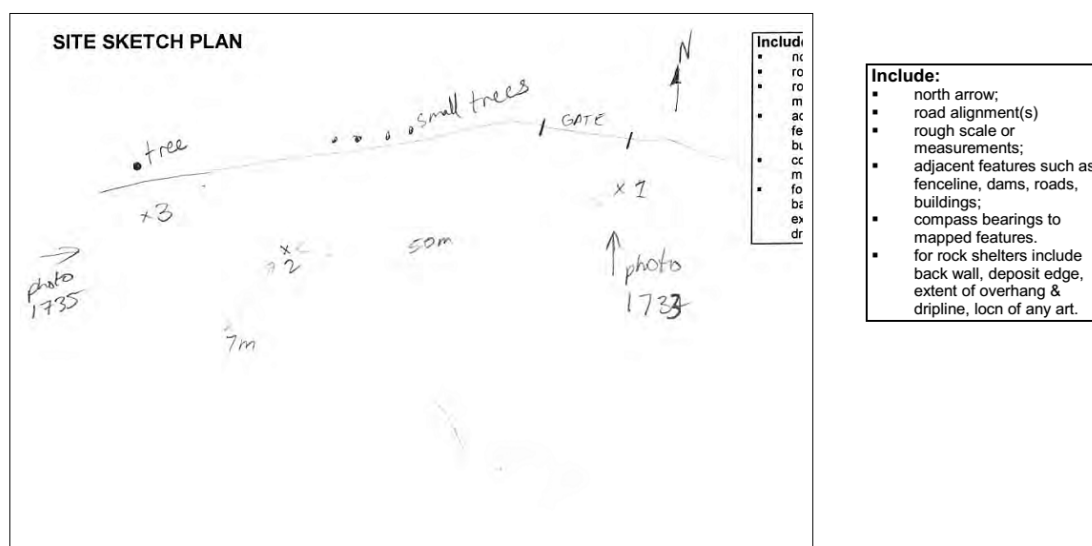 SITE SKETCH PLAN
N
small trees
GATE
tree
x 1
x3
50m
x
2
photo
1735
photo
1733
7m
Include:
▪ north arrow;
▪ road alignment(s)
▪ rough scale or
measurements;
▪ adjacent features such as
fenceline, dams, roads,
buildings;
▪ compass bearings to
mapped features.
▪ for rock shelters include
back wall, deposit edge,
extent of overhang &
dripline, locn of any art.